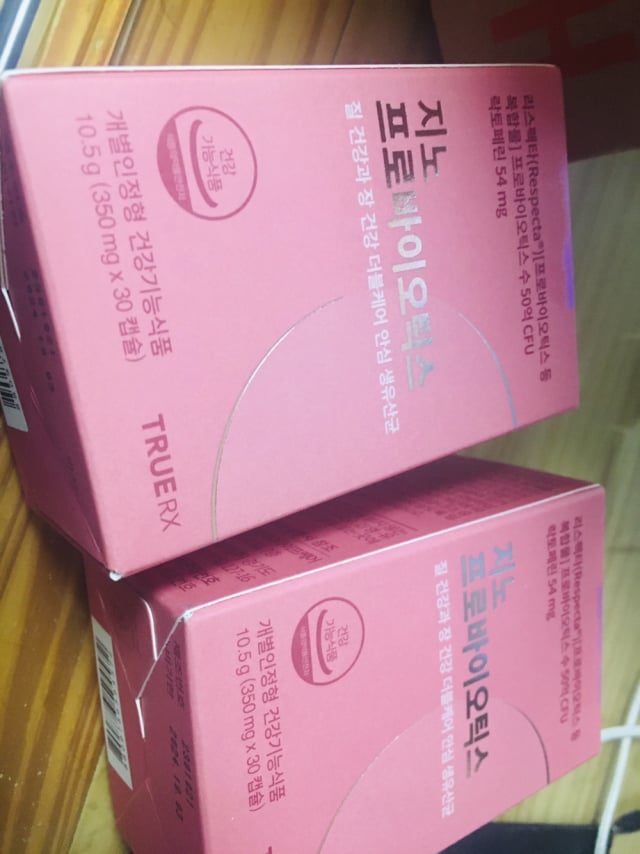 리스펙타(Respecta®)[프로바이오틱스 등
복합물] 프로바이오틱스 수 50억 CFU
락토페린 54 mg
지노
프로바이오틱스
질 건강과 장 건강 더블케어 안심 생유산균
건강
기능식품
개별인정형 건강기능식품
10.5 g (350 mg x 30 캡슐)
TRUERX
리스펙타(Respecta®)[프로바이오틱스 등
복합물] 프로바이오틱스 수 50억 CFU
락토페린 54 mg
지노
프로바이오틱스
질 건강과 장 건강 더블케어 안심 생유산균
건강
기능식품
개별인정형 건강기능식품
10.5 g (350 mg x 30 캡슐)